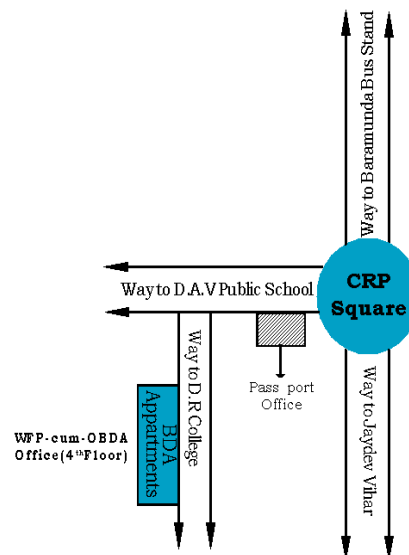 Way to Baramunda Bus Stand
CRP
Square
Way to D.A.V Public School
Way to D.R College
Pass port
Office
Way to Jaydev Vihar
BDA
Appartments
WFP-cum-OBDA
Office(4thFloor)